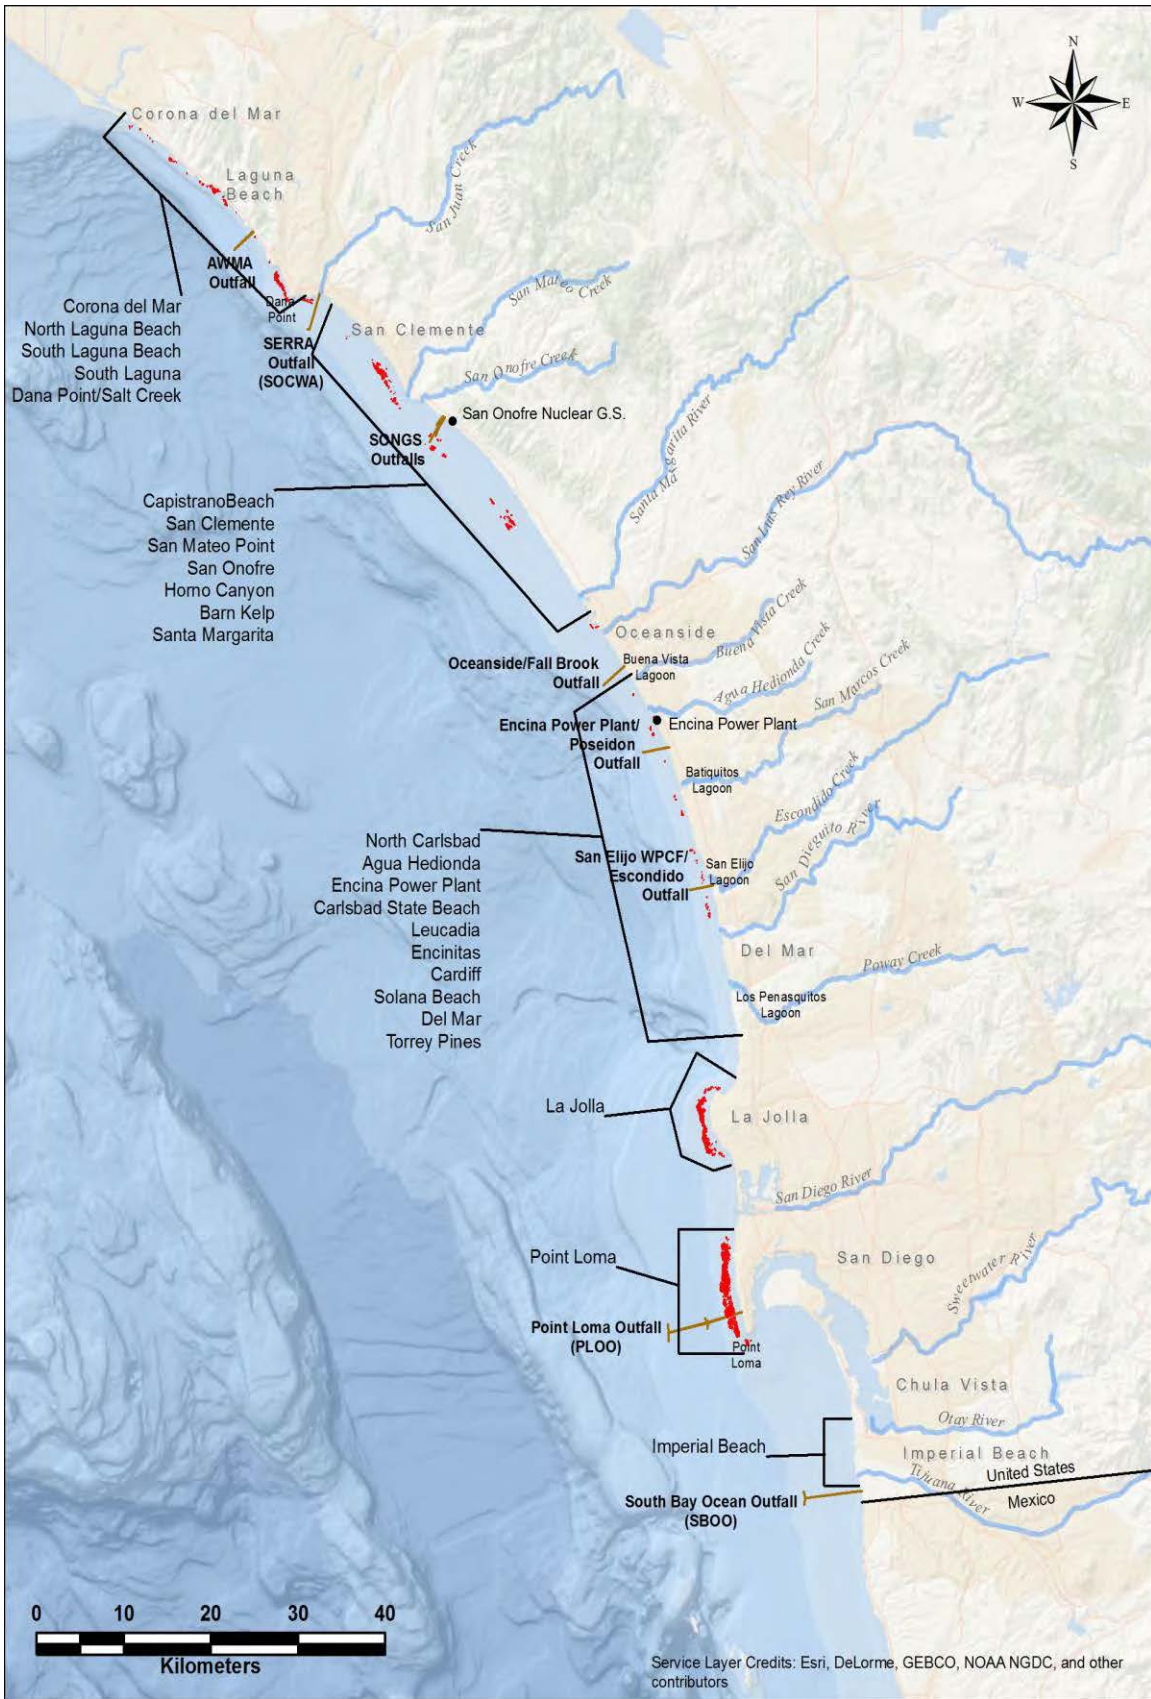 N
W
E
S
Corona del Mar
Laguna
Beach
San Juan Creek
AWMA
Outfall
Dana
Point
San Mateo Creek
Corona del Mar
North Laguna Beach
South Laguna Beach
South Laguna
Dana Point/Salt Creek
SERRA
Outfall
(SOCWA)
San Clemente
San Onofre Creek
San Onofre Nuclear G.S.
SONGS
Outfalls
Santa Margarita River
San Luis Rey River
CapistranoBeach
San Clemente
San Mateo Point
San Onofre
Horno Canyon
Barn Kelp
Santa Margarita
Oceanside
Buena Vista Creek
Oceanside/Fall Brook
Outfall
Buena Vista
Lagoon
Agua Hedionda Creek
San Marcos Creek
Encina Power Plant/
Poseidon
Outfall
Encina Power Plant
Batiquitos
Lagoon
Escondido Creek
San Dieguito River
North Carlsbad
Agua Hedionda
Encina Power Plant
Carlsbad State Beach
Leucadia
Encinitas
Cardiff
Solana Beach
Del Mar
Torrey Pines
San Elijo WPCF/
Escondido
Outfall
San Elijo
Lagoon
Del Mar
Poway Creek
Los Penasquitos
Lagoon
La Jolla
La Jolla
San Diego River
Point Loma
San Diego
Sweetwater River
Point Loma Outfall
(PLOO)
Point
Loma
Chula Vista
Otay River
Imperial Beach
Imperial Beach
Tijuana River
United States
Mexico
South Bay Ocean Outfall
(SBOO)
0 10 20 30 40
Kilometers
Service Layer Credits: Esri, DeLorme, GEBCO, NOAA NGDC, and other
contributors